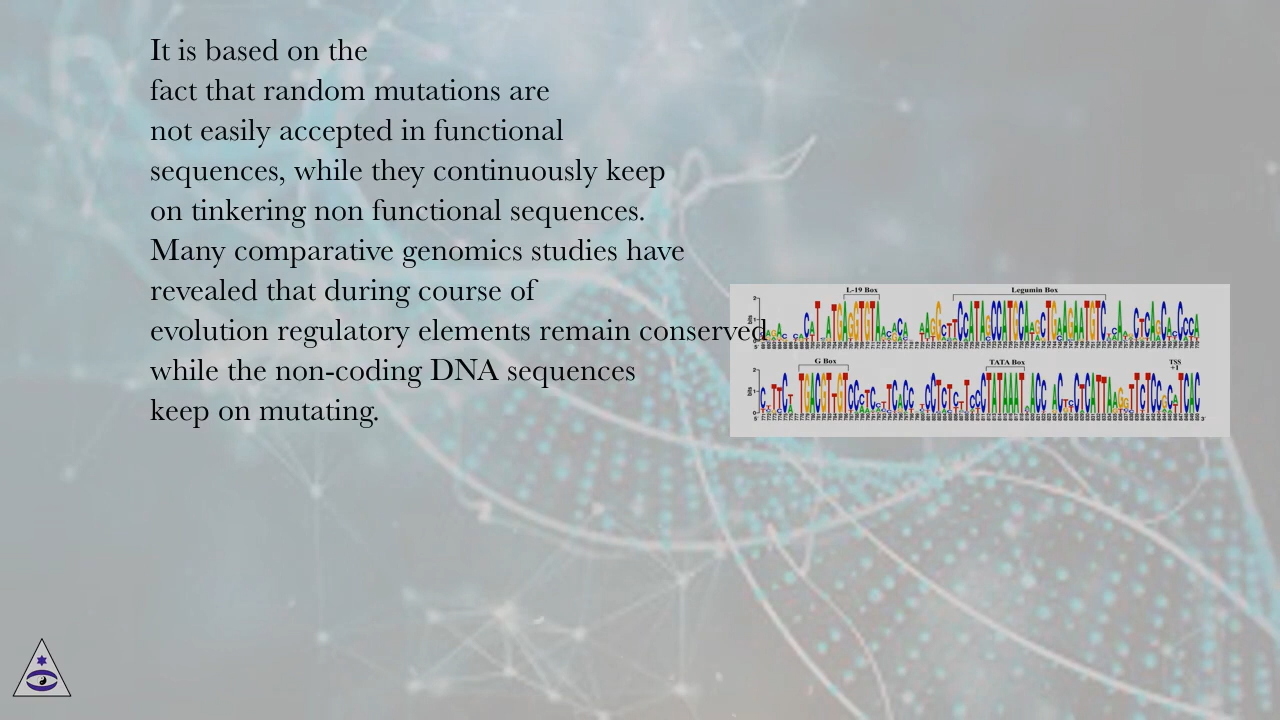 It is based on the
fact that random mutations are
not easily accepted in functional
sequences, while they continuously keep
on tinkering non functional sequences.
Many comparative genomics studies have
revealed that during course of
evolution regulatory elements remain conserved
while the non-coding DNA sequences
keep on mutating.
L-19 Box
Legumin Box
bits
G Box
TATA Box
TSS
+1
bits